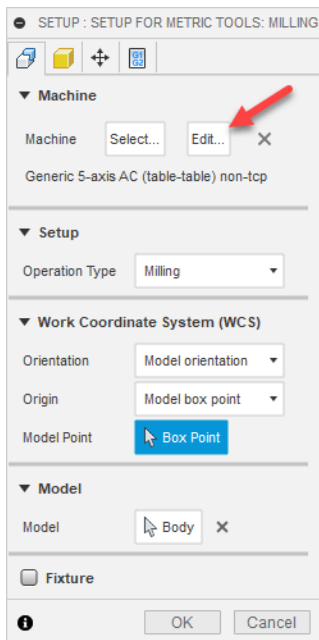 SETUP : SETUP FOR METRIC TOOLS: MILLING
G1
G2
Machine
Machine Select... Edit...
Generic 5-axis AC (table-table) non-tcp
Setup
Operation Type Milling
Work Coordinate System (WCS)
Orientation Model orientation
Origin Model box point
Model Point Box Point
Model
Model Body
Fixture
OK Cancel